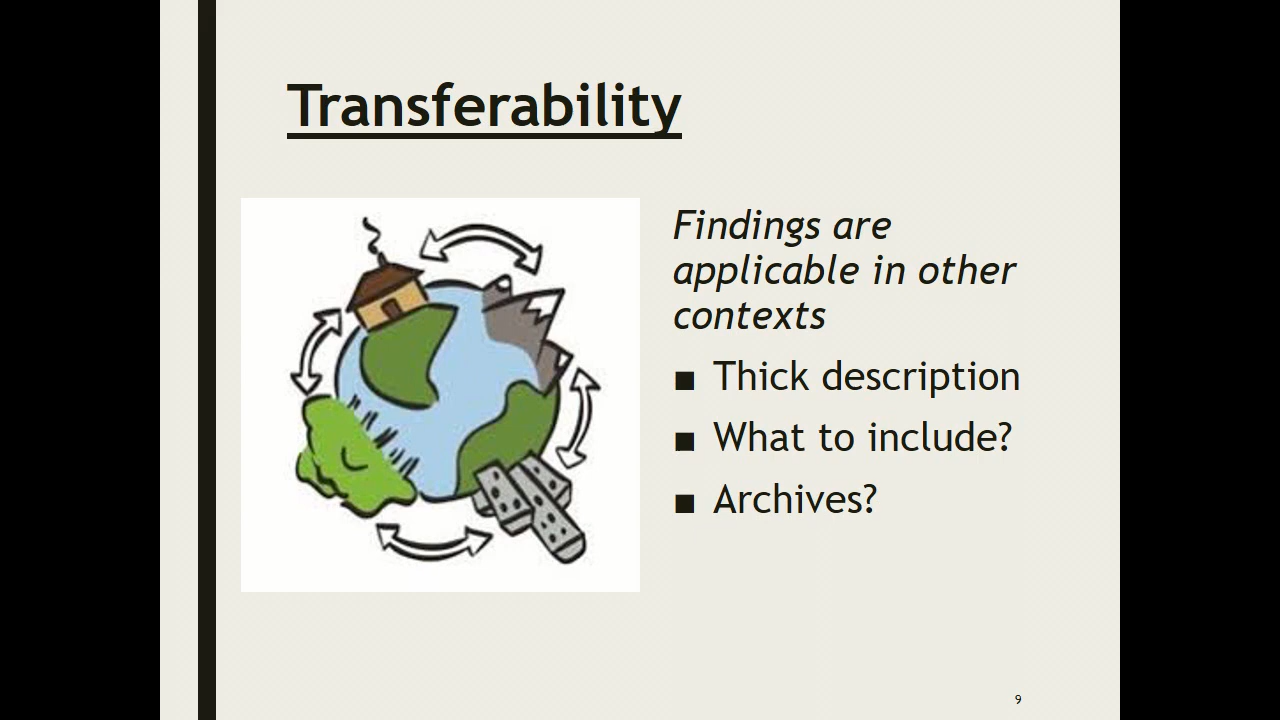 Transferability
Findings are
applicable in other
contexts
■ Thick description
■ What to include?
■ Archives?
9